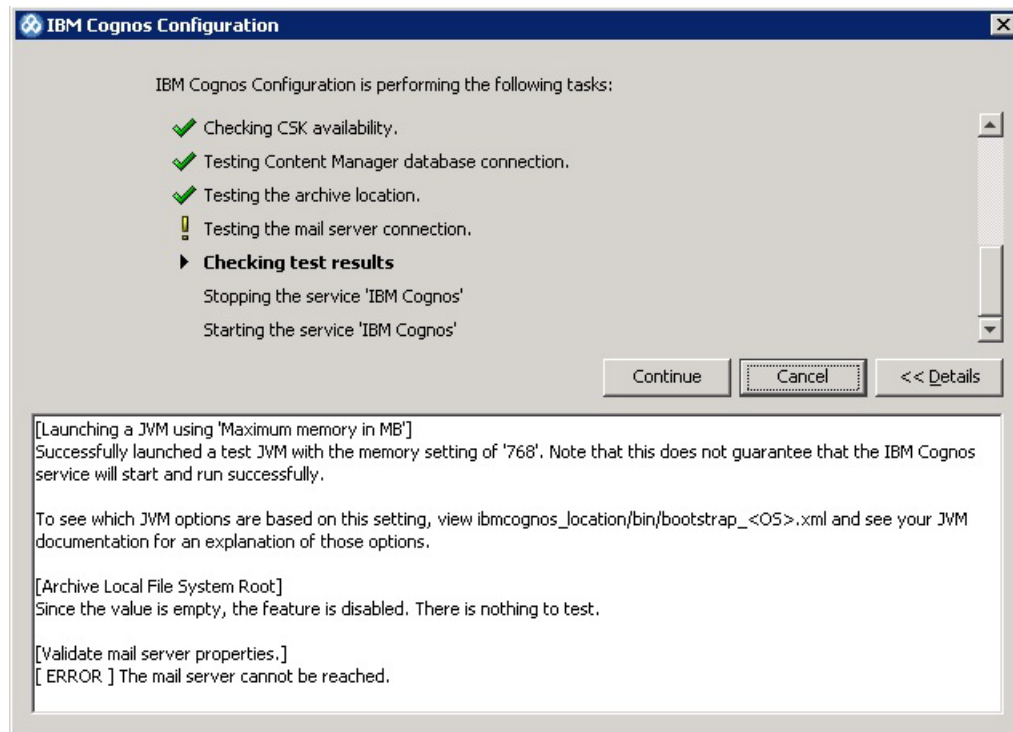 IBM Cognos Configuration
IBM Cognos Configuration is performing the following tasks:
Checking CSK availability.
Testing Content Manager database connection.
Testing the archive location.
Testing the mail server connection.
Checking test results
Stopping the service 'IBM Cognos'
Starting the service 'IBM Cognos'
Continue Cancel << Details
[Launching a JVM using 'Maximum memory in MB']
Successfully launched a test JVM with the memory setting of '768'. Note that this does not guarantee that the IBM Cognos
service will start and run successfully.
To see which JVM options are based on this setting, view ibmcognos_location/bin/bootstrap_<OS>.xml and see your JVM
documentation for an explanation of those options.
[Archive Local File System Root]
Since the value is empty, the feature is disabled. There is nothing to test.
[Validate mail server properties.]
[ ERROR ] The mail server cannot be reached.